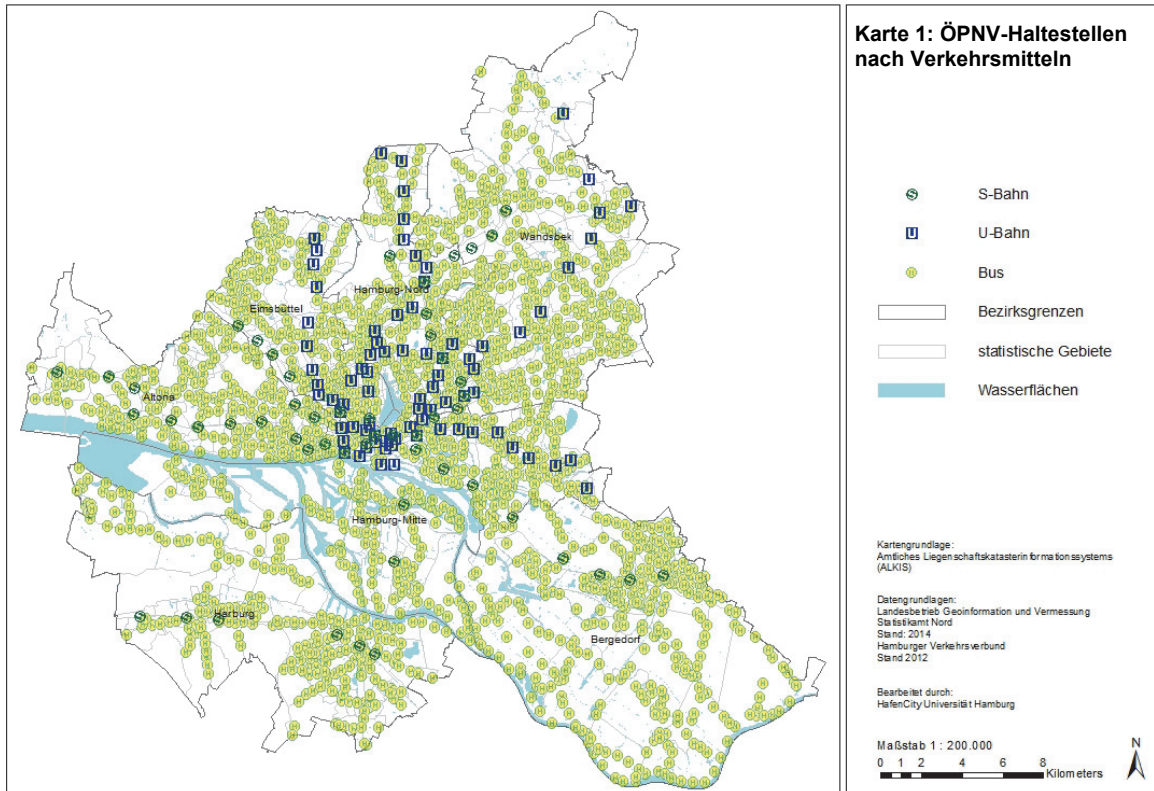 Karte 1: ÖPNV-Haltestellen
nach Verkehrsmitteln
S-Bahn
U-Bahn
Bus
Bezirksgrenzen
statistische Gebiete
Wasserflächen
Kartengrundlage:
Amtliches Liegenschaftskatasterinformationssystems
(ALKIS)
Datengrundlagen:
Landesbetrieb Geoinformation und Vermessung
Statistikamt Nord
Stand: 2014
Hamburger Verkehrsverbund
Stand 2012
Bearbeitet durch:
HafenCity Universität Hamburg
Maßstab 1 : 200.000
0 1 2 4 6 8
Kilometers
N
Wandsbek
Hamburg-Nord
Eimsbüttel
Altona
Hamburg-Mitte
Harburg
Bergedorf